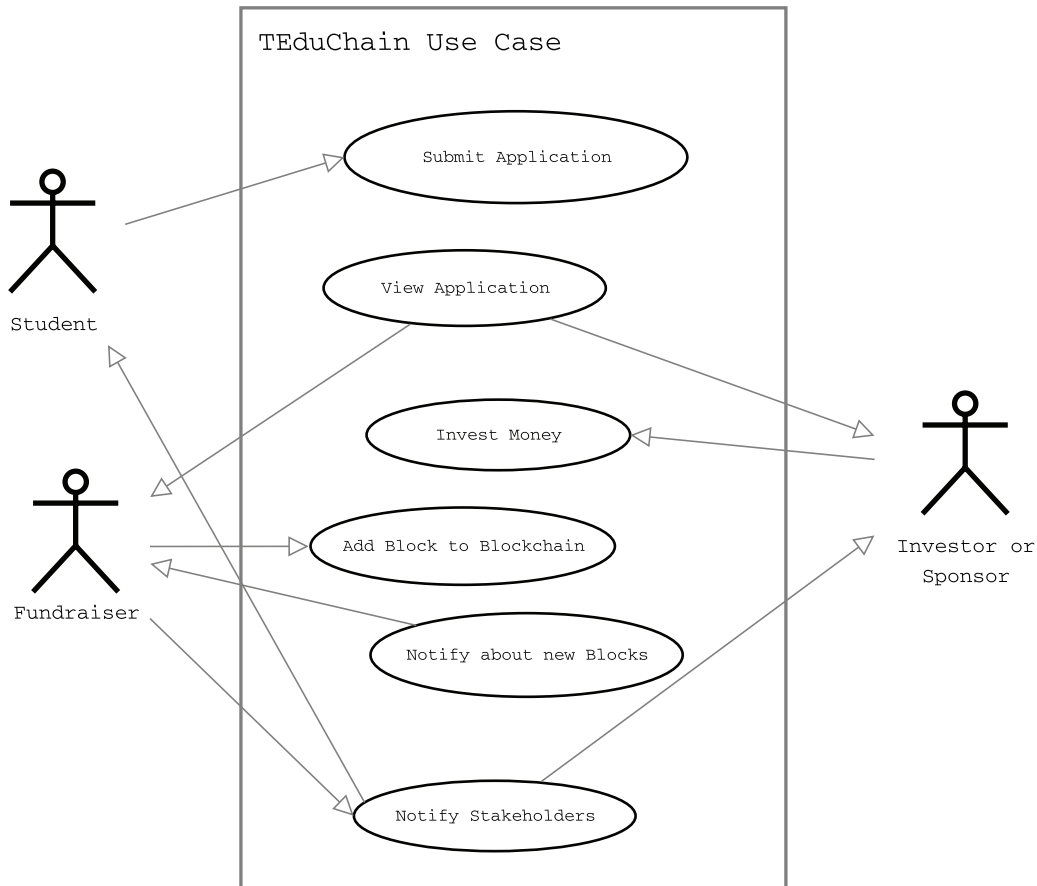 TEduChain Use Case
Submit Application
Student
View Application
Invest Money
Fundraiser
Add Block to Blockchain
Investor or
Sponsor
Notify about new Blocks
Notify Stakeholders